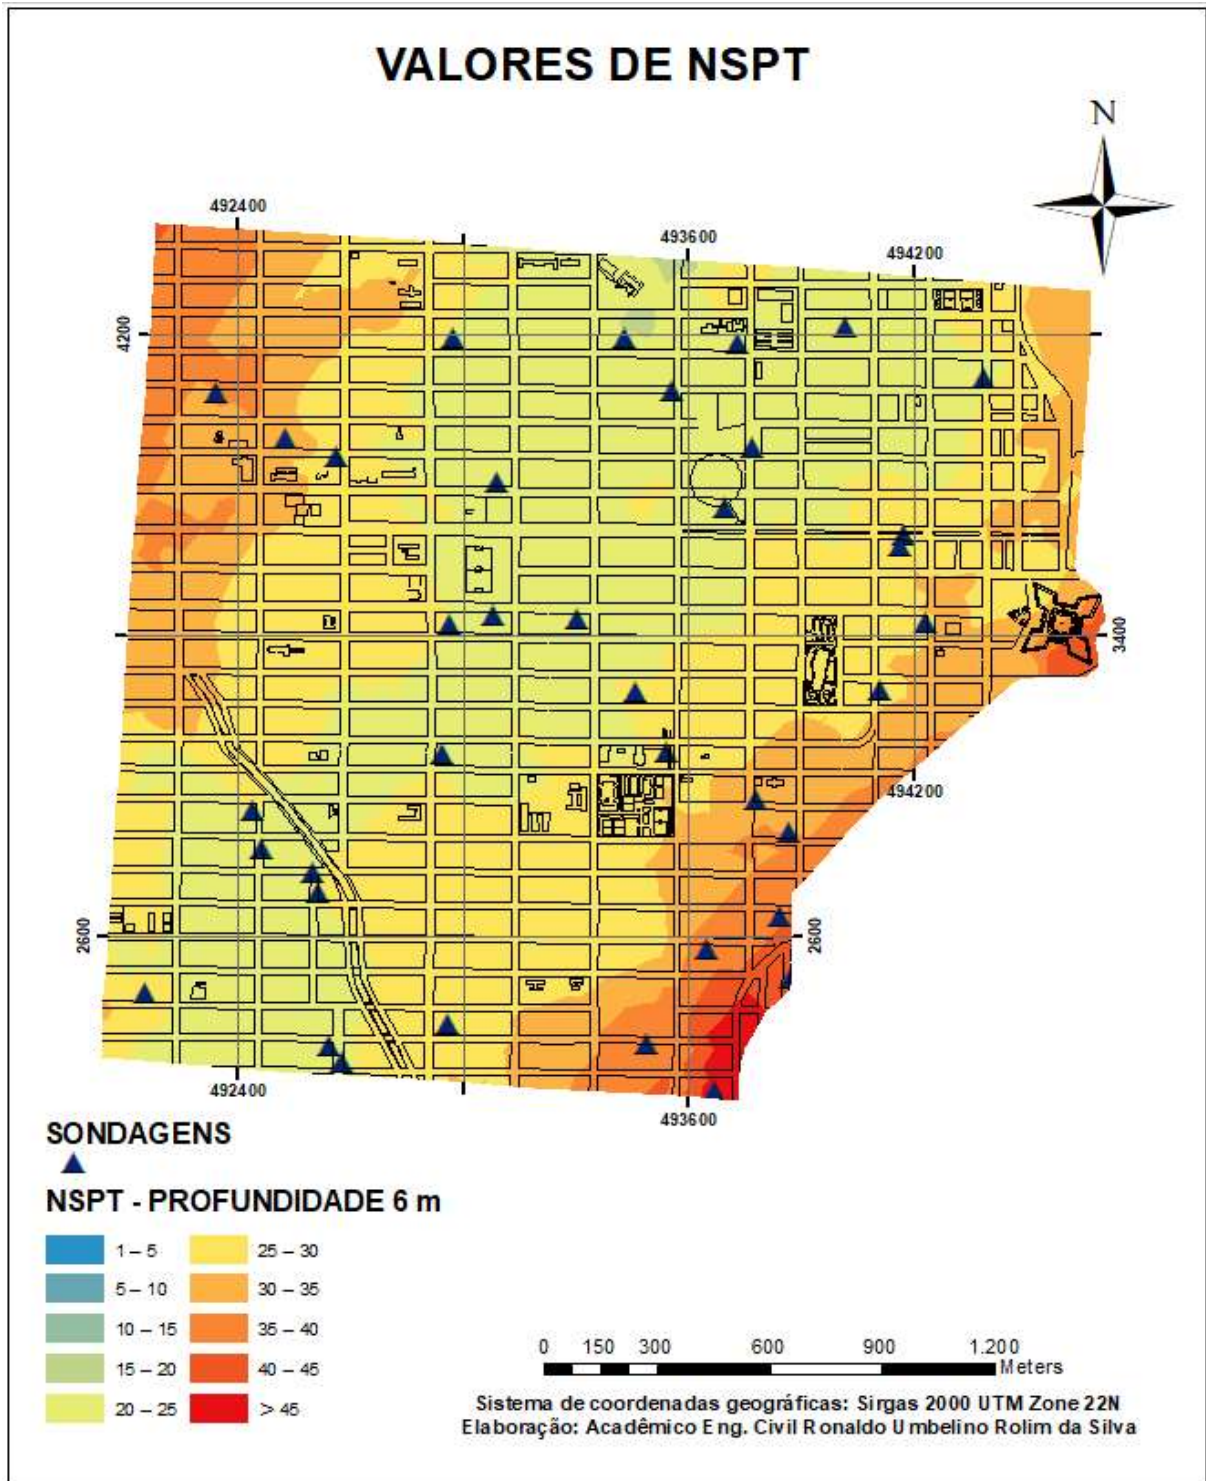 VALORES DE NSPT
N
492400
493600
494200
4200
3400
494200
2600
2600
492400
493600
SONDAGENS
NSPT - PROFUNDIDADE 6 m
1 – 5
25 – 30
5 – 10
30 – 35
10 – 15
35 – 40
15 – 20
40 – 45
20 – 25
> 45
0 150 300 600 900 1.200
Meters
Sistema de coordenadas geográficas: Sirgas 2000 UTM Zone 22N
Elaboração: Acadêmico Eng. Civil Ronaldo Umbelino Rolim da Silva